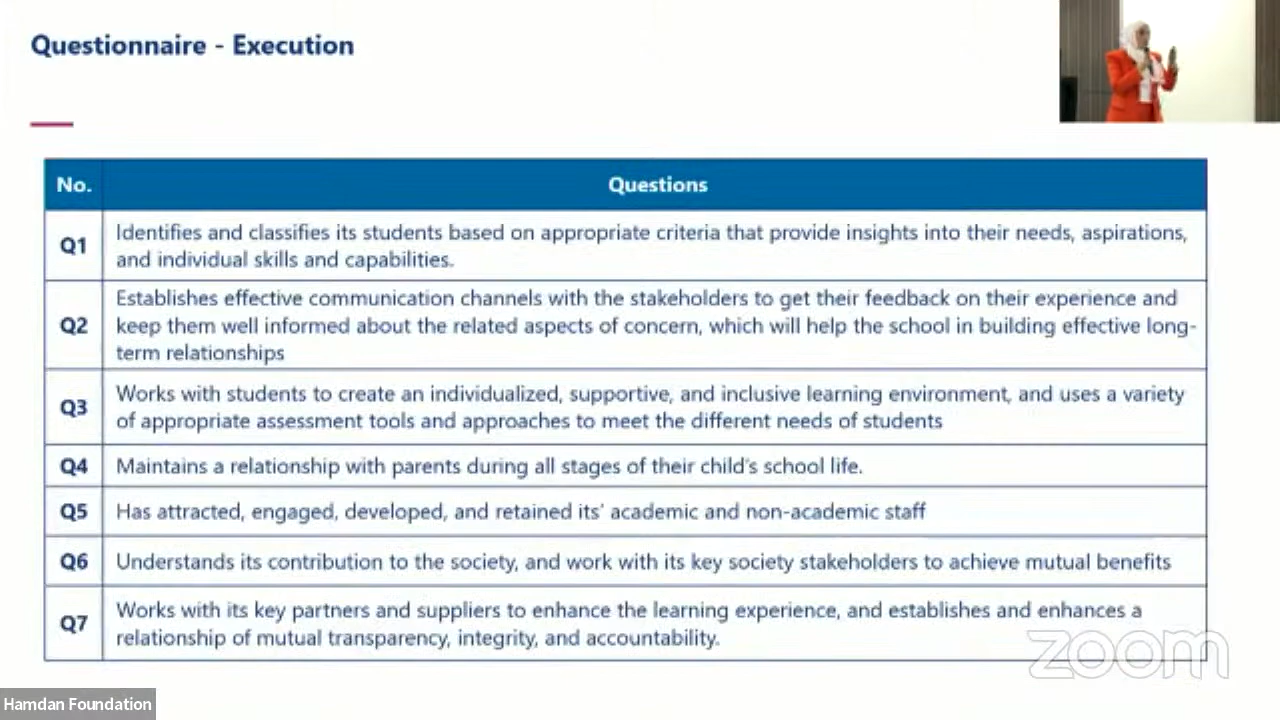 Questionnaire - Execution
No.
Questions
Q1
Identifies and classifies its students based on appropriate criteria that provide insights into their needs, aspirations,
and individual skills and capabilities.
Q2
Establishes effective communication channels with the stakeholders to get their feedback on their experience and
keep them well informed about the related aspects of concern, which will help the school in building effective long-
term relationships
Q3
Works with students to create an individualized, supportive, and inclusive learning environment, and uses a variety
of appropriate assessment tools and approaches to meet the different needs of students
Q4
Maintains a relationship with parents during all stages of their child's school life.
Q5
Has attracted, engaged, developed, and retained its' academic and non-academic staff
Q6
Understands its contribution to the society, and work with its key society stakeholders to achieve mutual benefits
Q7
Works with its key partners and suppliers to enhance the learning experience, and establishes and enhances a
relationship of mutual transparency, integrity, and accountability.
zoom
Hamdan Foundation